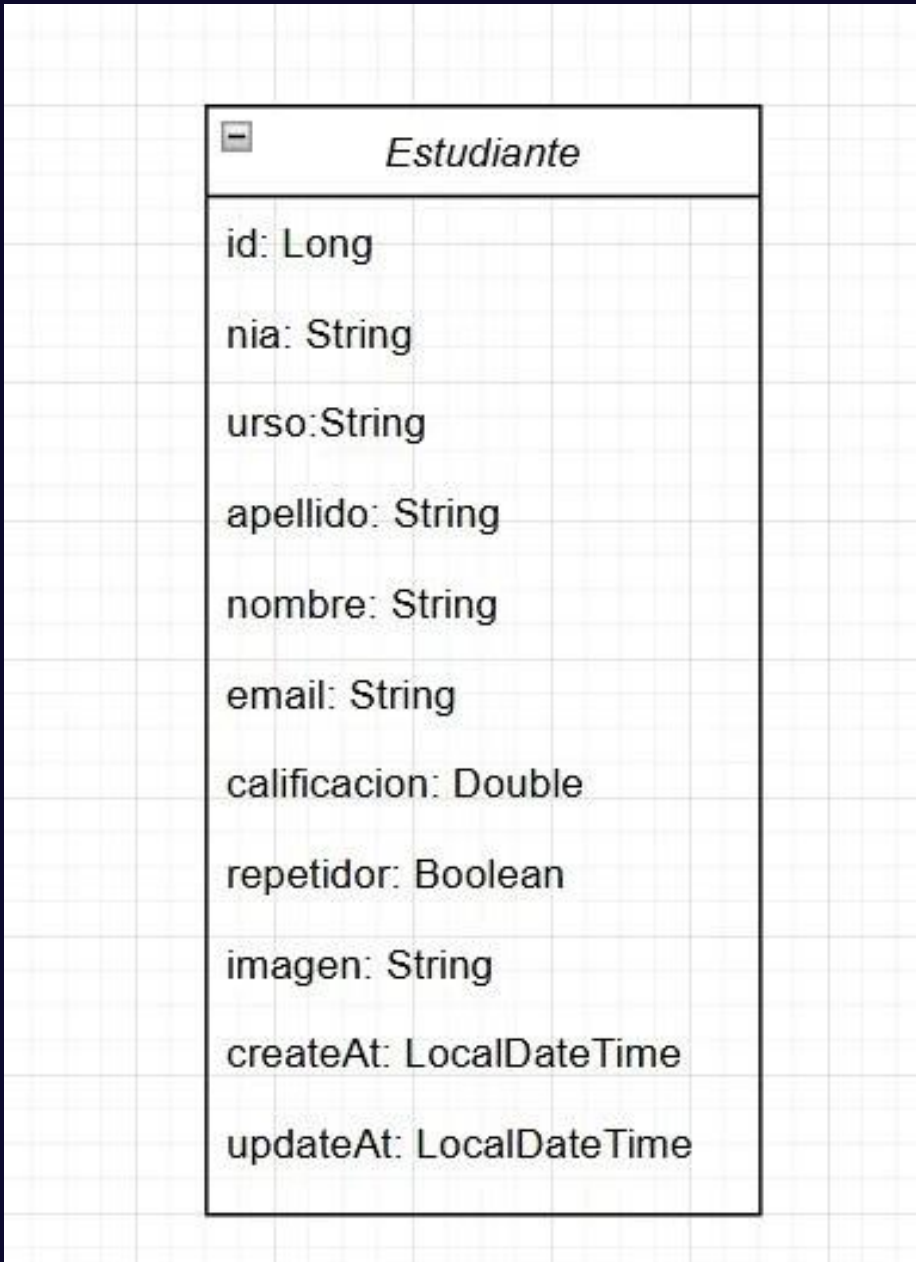 Estudiante
id: Long
nia: String
urso:String
apellido: String
nombre: String
email: String
calificacion: Double
repetidor: Boolean
imagen: String
createAt: LocalDateTime
updateAt: LocalDateTime